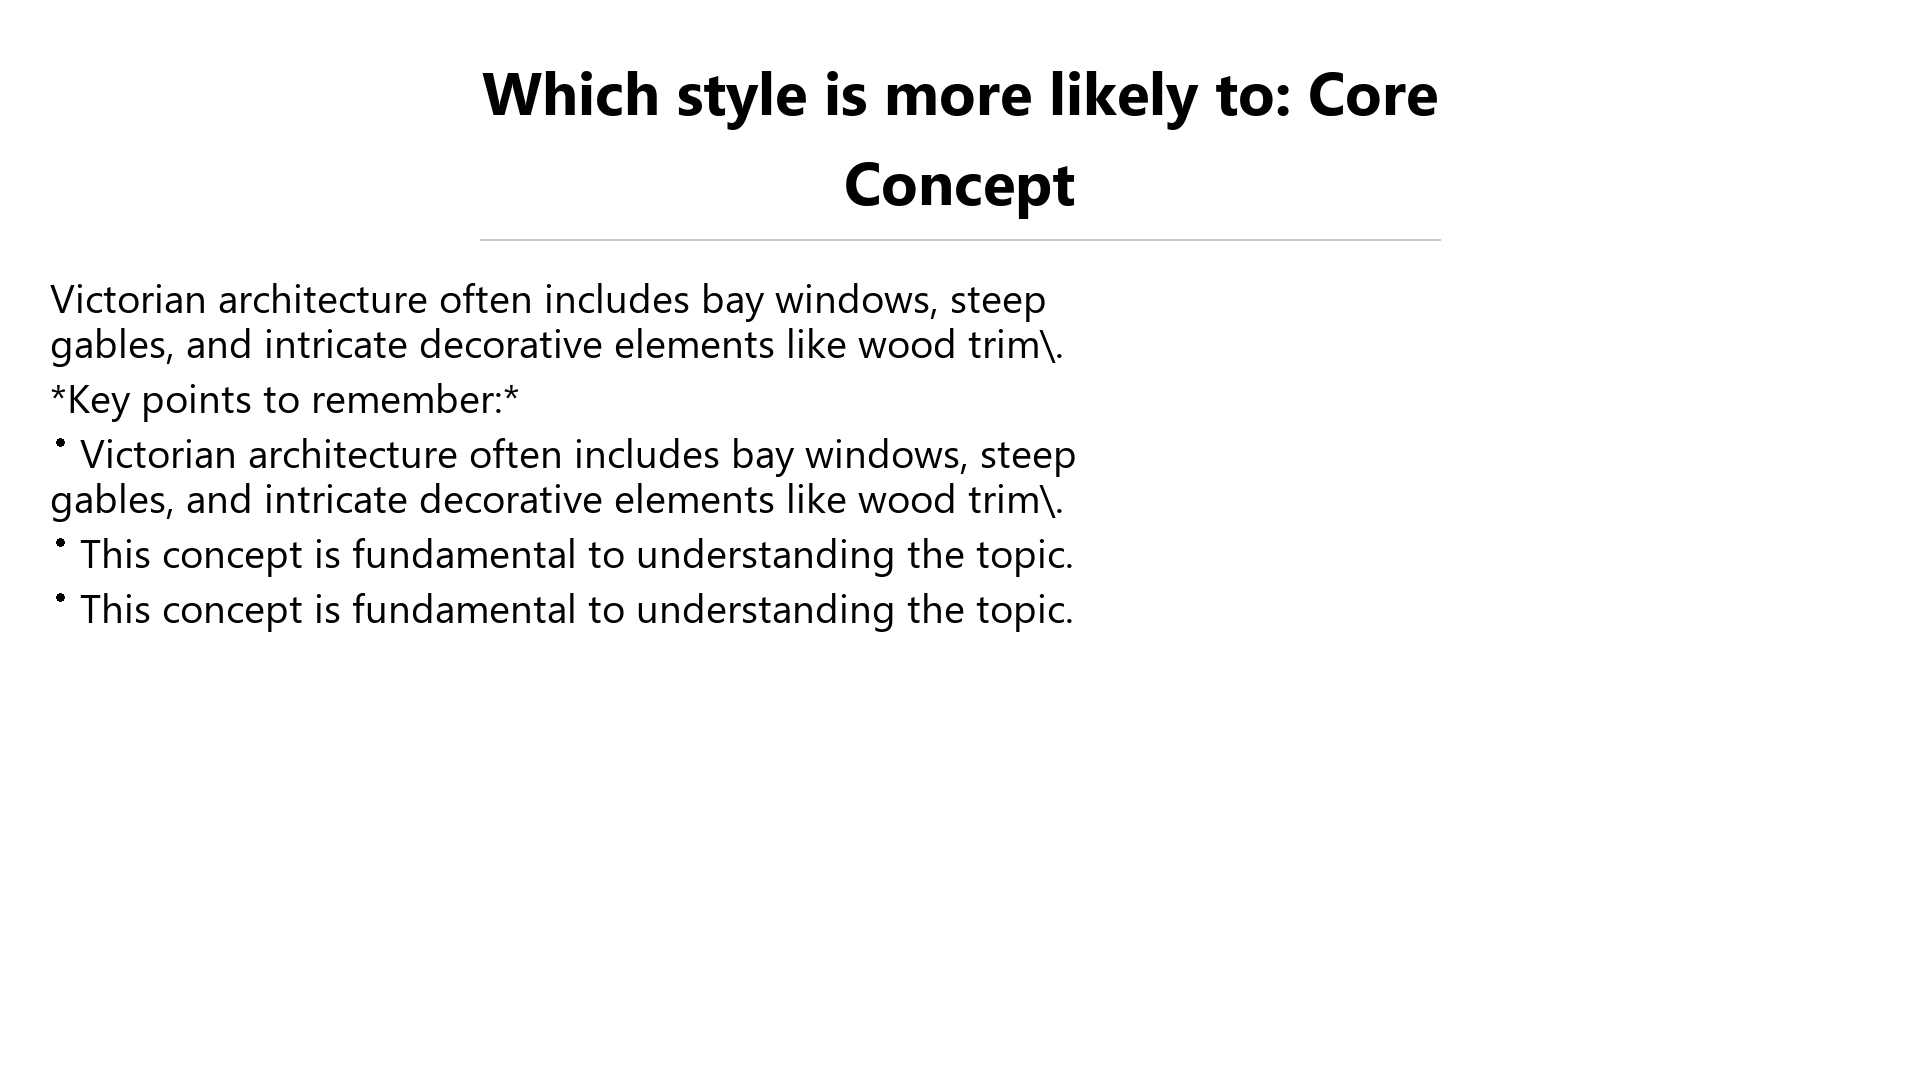 Which style is more likely to: Core
Concept
Victorian architecture often includes bay windows, steep
gables, and intricate decorative elements like wood trim\.
*Key points to remember:*
• Victorian architecture often includes bay windows, steep
gables, and intricate decorative elements like wood trim\.
• This concept is fundamental to understanding the topic.
• This concept is fundamental to understanding the topic.